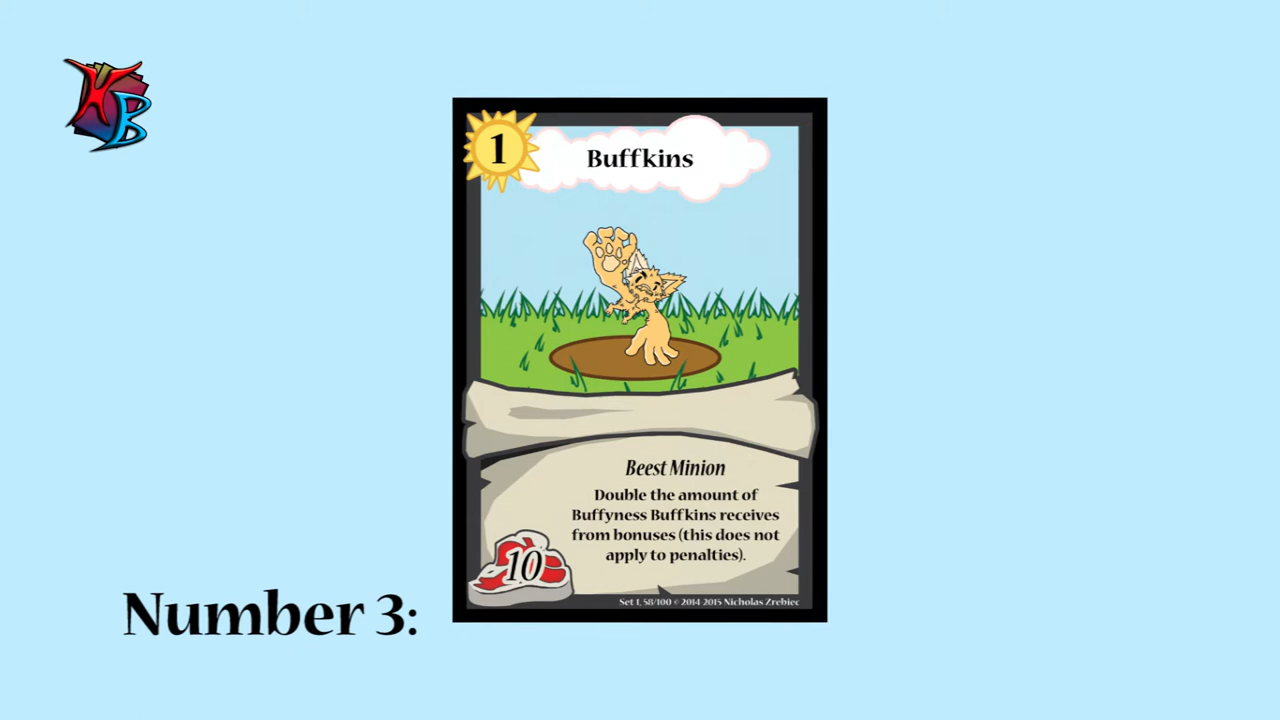 KB
1
Buffkins
Beest Minion
Double the amount of
Buffyness Buffkins receives
from bonuses (this does not
apply to penalties).
10
Set 1, 58/100 © 2014-2015 Nicholas Zrebiec
Number 3: